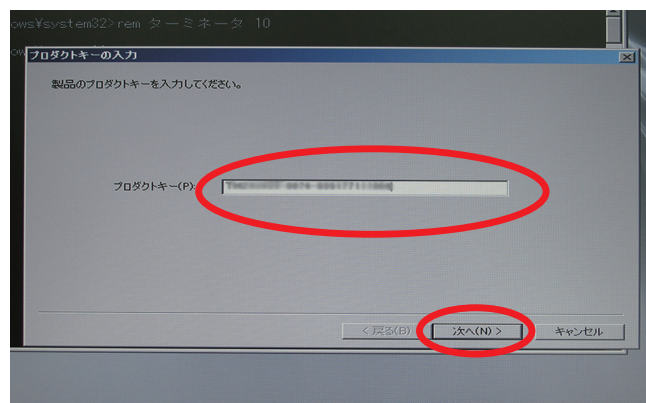 ows¥system32>rem ターミネータ 10
ow
プロダクトキーの入力
製品のプロダクトキーを入力してください。
プロダクトキー(P):
< 戻る(B)
次へ(N) >
キャンセル